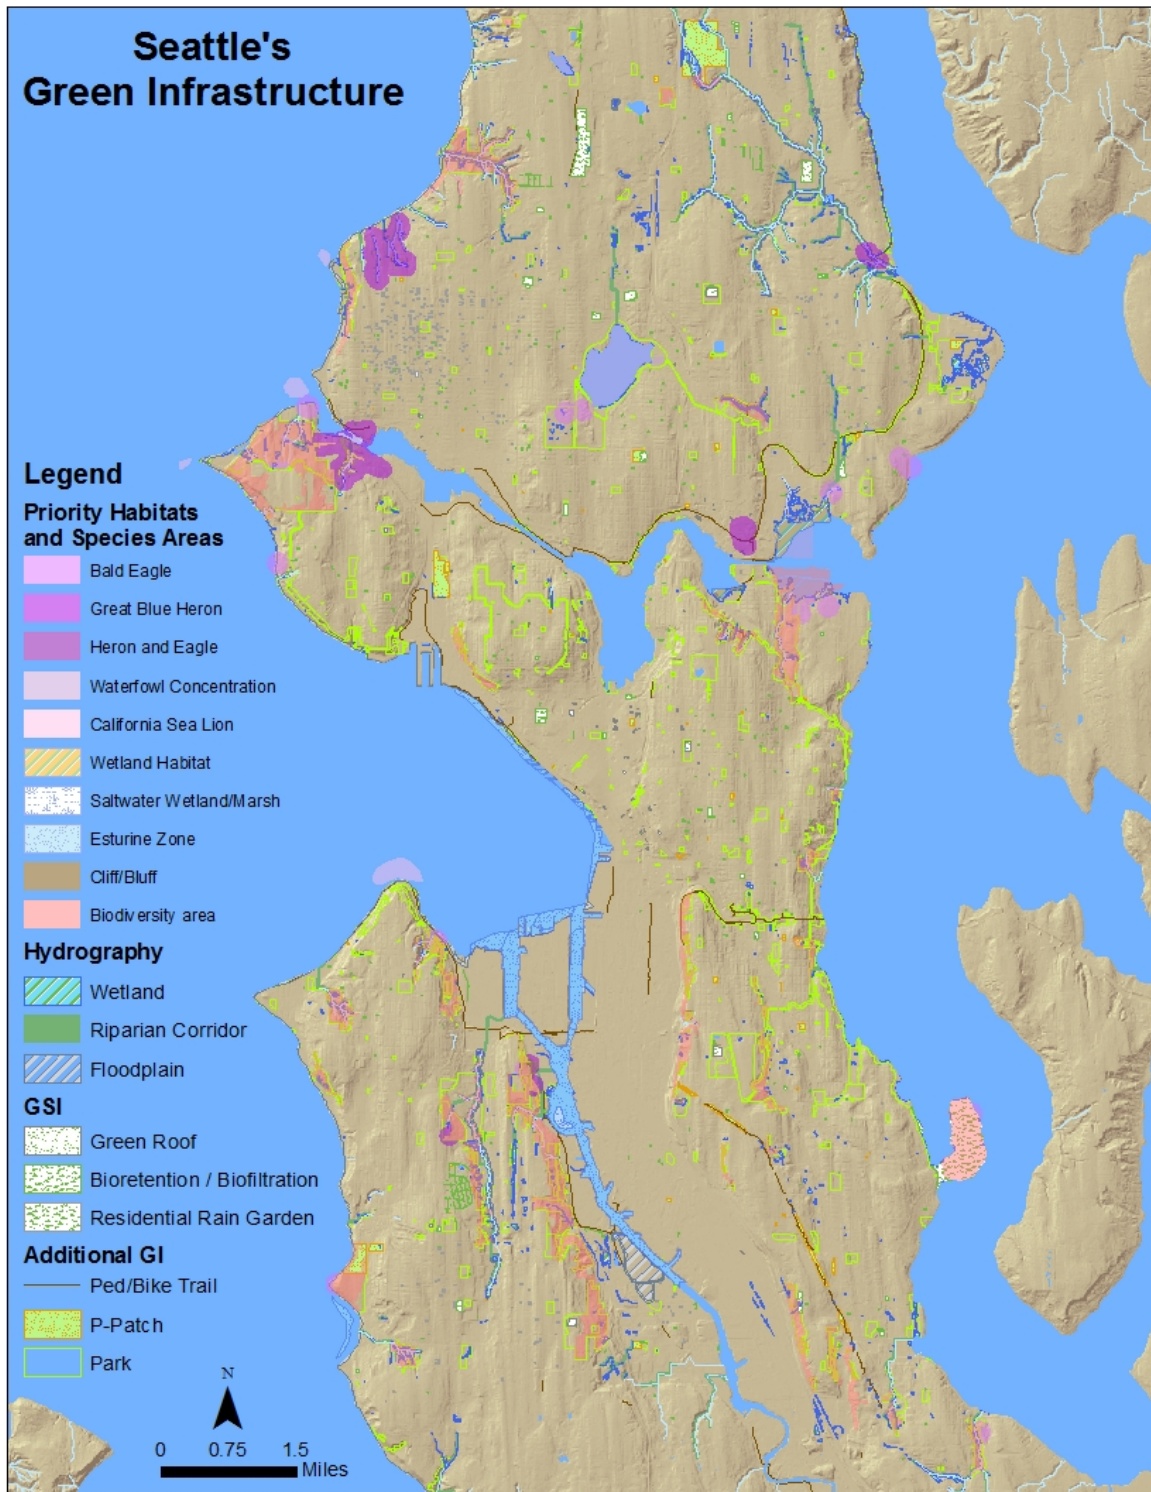 Seattle's
Green Infrastructure
Legend
Priority Habitats
and Species Areas
Bald Eagle
Great Blue Heron
Heron and Eagle
Waterfowl Concentration
California Sea Lion
Wetland Habitat
Saltwater Wetland/Marsh
Esturine Zone
Cliff/Bluff
Biodiversity area
Hydrography
Wetland
Riparian Corridor
Floodplain
GSI
Green Roof
Bioretention / Biofiltration
Residential Rain Garden
Additional GI
Ped/Bike Trail
P-Patch
Park
N
0 0.75 1.5
Miles